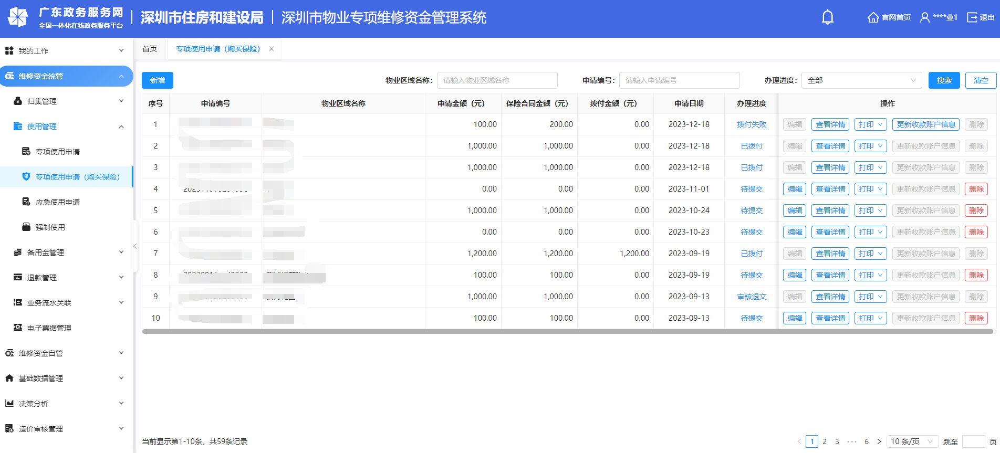 广东政务服务网
全国一体化在线政务服务平台
深圳市住房和建设局
深圳市物业专项维修资金管理系统
官网首页
****业1
退出
我的工作
维修资金统管
归集管理
使用管理
专项使用申请
专项使用申请（购买保险）
应急使用申请
强制使用
备用金管理
退款管理
业务流水关联
电子票据管理
维修资金自管
基础数据管理
决策分析
造价审核管理
首页 专项使用申请（购买保险）
新增 物业区域名称： 请输入物业区域名称 申请编号： 请输入申请编号 办理进度： 全部 搜索 清空
序号 申请编号 物业区域名称 申请金额（元） 保险合同金额（元） 拨付金额（元） 申请日期 办理进度 操作
1 100.00 200.00 0.00 2023-12-18 拨付失败 编辑 查看详情 打印 更新收款账户信息 删除
2 1,000.00 1,000.00 0.00 2023-12-18 已拨付 编辑 查看详情 打印 更新收款账户信息 删除
3 1,000.00 1,000.00 0.00 2023-12-18 已拨付 编辑 查看详情 打印 更新收款账户信息 删除
4 0.00 0.00 0.00 2023-11-01 待提交 编辑 查看详情 打印 更新收款账户信息 删除
5 1,000.00 1,000.00 0.00 2023-10-24 待提交 编辑 查看详情 打印 更新收款账户信息 删除
6 0.00 0.00 0.00 2023-10-23 待提交 编辑 查看详情 打印 更新收款账户信息 删除
7 1,200.00 1,200.00 1,200.00 2023-09-19 已拨付 编辑 查看详情 打印 更新收款账户信息 删除
8 100.00 100.00 0.00 2023-09-19 待提交 编辑 查看详情 打印 更新收款账户信息 删除
9 1,000.00 1,000.00 0.00 2023-09-13 审核退文 编辑 查看详情 打印 更新收款账户信息 删除
10 100.00 100.00 0.00 2023-09-13 待提交 编辑 查看详情 打印 更新收款账户信息 删除
当前显示第1-10条，共59条记录
1 2 3 ••• 6 10 条/页 跳至 页